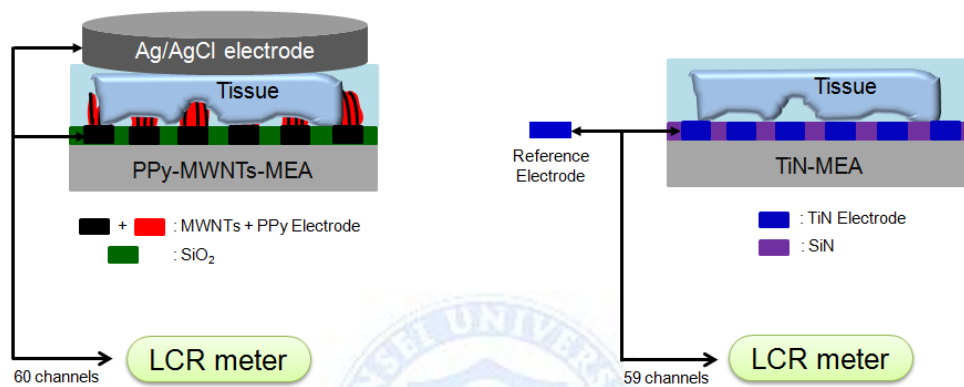 Ag/AgCl electrode
Tissue
PPy-MWNTs-MEA
+ : MWNTs + PPy Electrode
: SiO₂
LCR meter
60 channels
Tissue
Reference
Electrode
TiN-MEA
: TiN Electrode
: SiN
LCR meter
59 channels